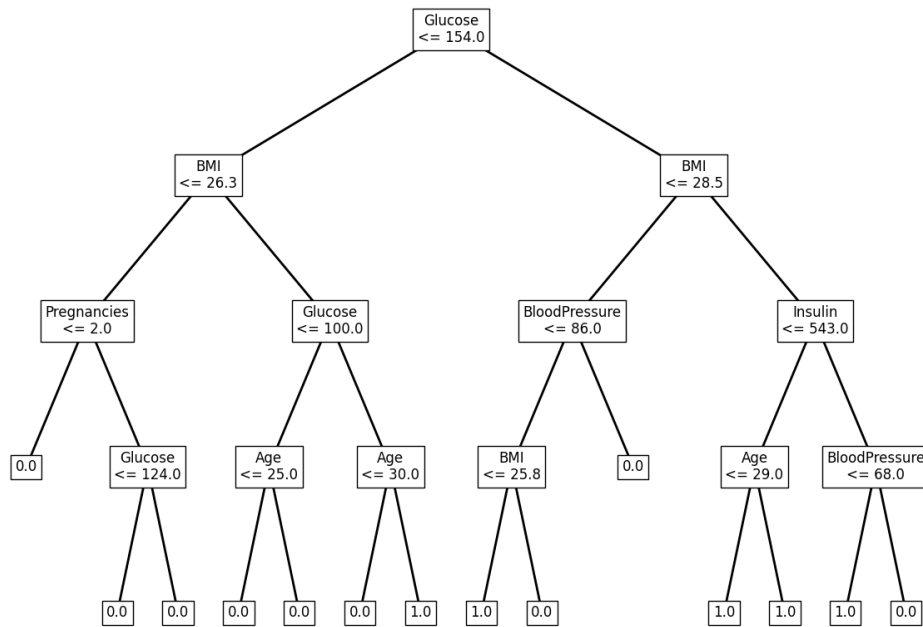 Glucose
<= 154.0
BMI
<= 26.3
BMI
<= 28.5
Pregnancies
<= 2.0
Glucose
<= 100.0
BloodPressure
<= 86.0
Insulin
<= 543.0
0.0
Glucose
<= 124.0
Age
<= 25.0
Age
<= 30.0
BMI
<= 25.8
0.0
Age
<= 29.0
BloodPressure
<= 68.0
0.0
0.0
0.0
0.0
0.0
1.0
1.0
0.0
1.0
1.0
1.0
0.0